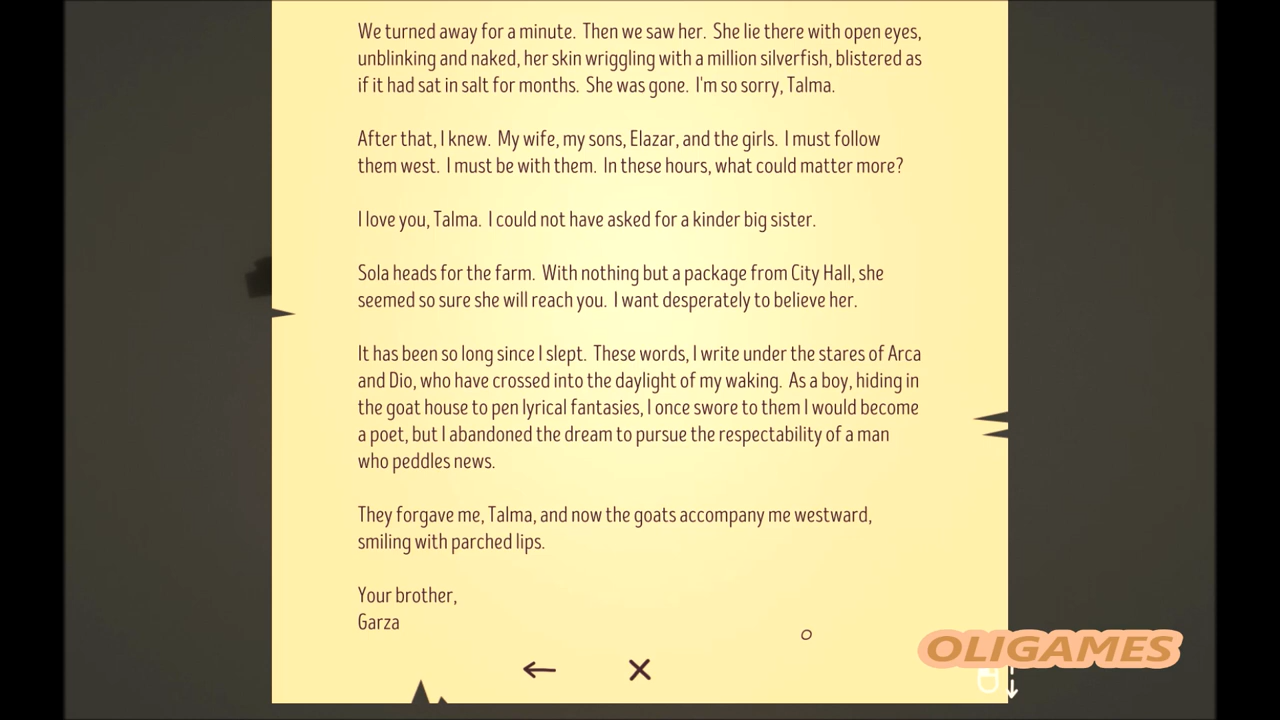 We turned away for a minute.  Then we saw her.  She lie there with open eyes,
unblinking and naked, her skin wriggling with a million silverfish, blistered as
if it had sat in salt for months.  She was gone.  I'm so sorry, Talma.
After that, I knew.  My wife, my sons, Elazar, and the girls.  I must follow
them west.  I must be with them.  In these hours, what could matter more?
I love you, Talma.  I could not have asked for a kinder big sister.
Sola heads for the farm.  With nothing but a package from City Hall, she
seemed so sure she will reach you.  I want desperately to believe her.
It has been so long since I slept.  These words, I write under the stares of Arca
and Dio, who have crossed into the daylight of my waking.  As a boy, hiding in
the goat house to pen lyrical fantasies, I once swore to them I would become
a poet, but I abandoned the dream to pursue the respectability of a man
who peddles news.
They forgave me, Talma, and now the goats accompany me westward,
smiling with parched lips.
Your brother,
Garza
OLIGAMES